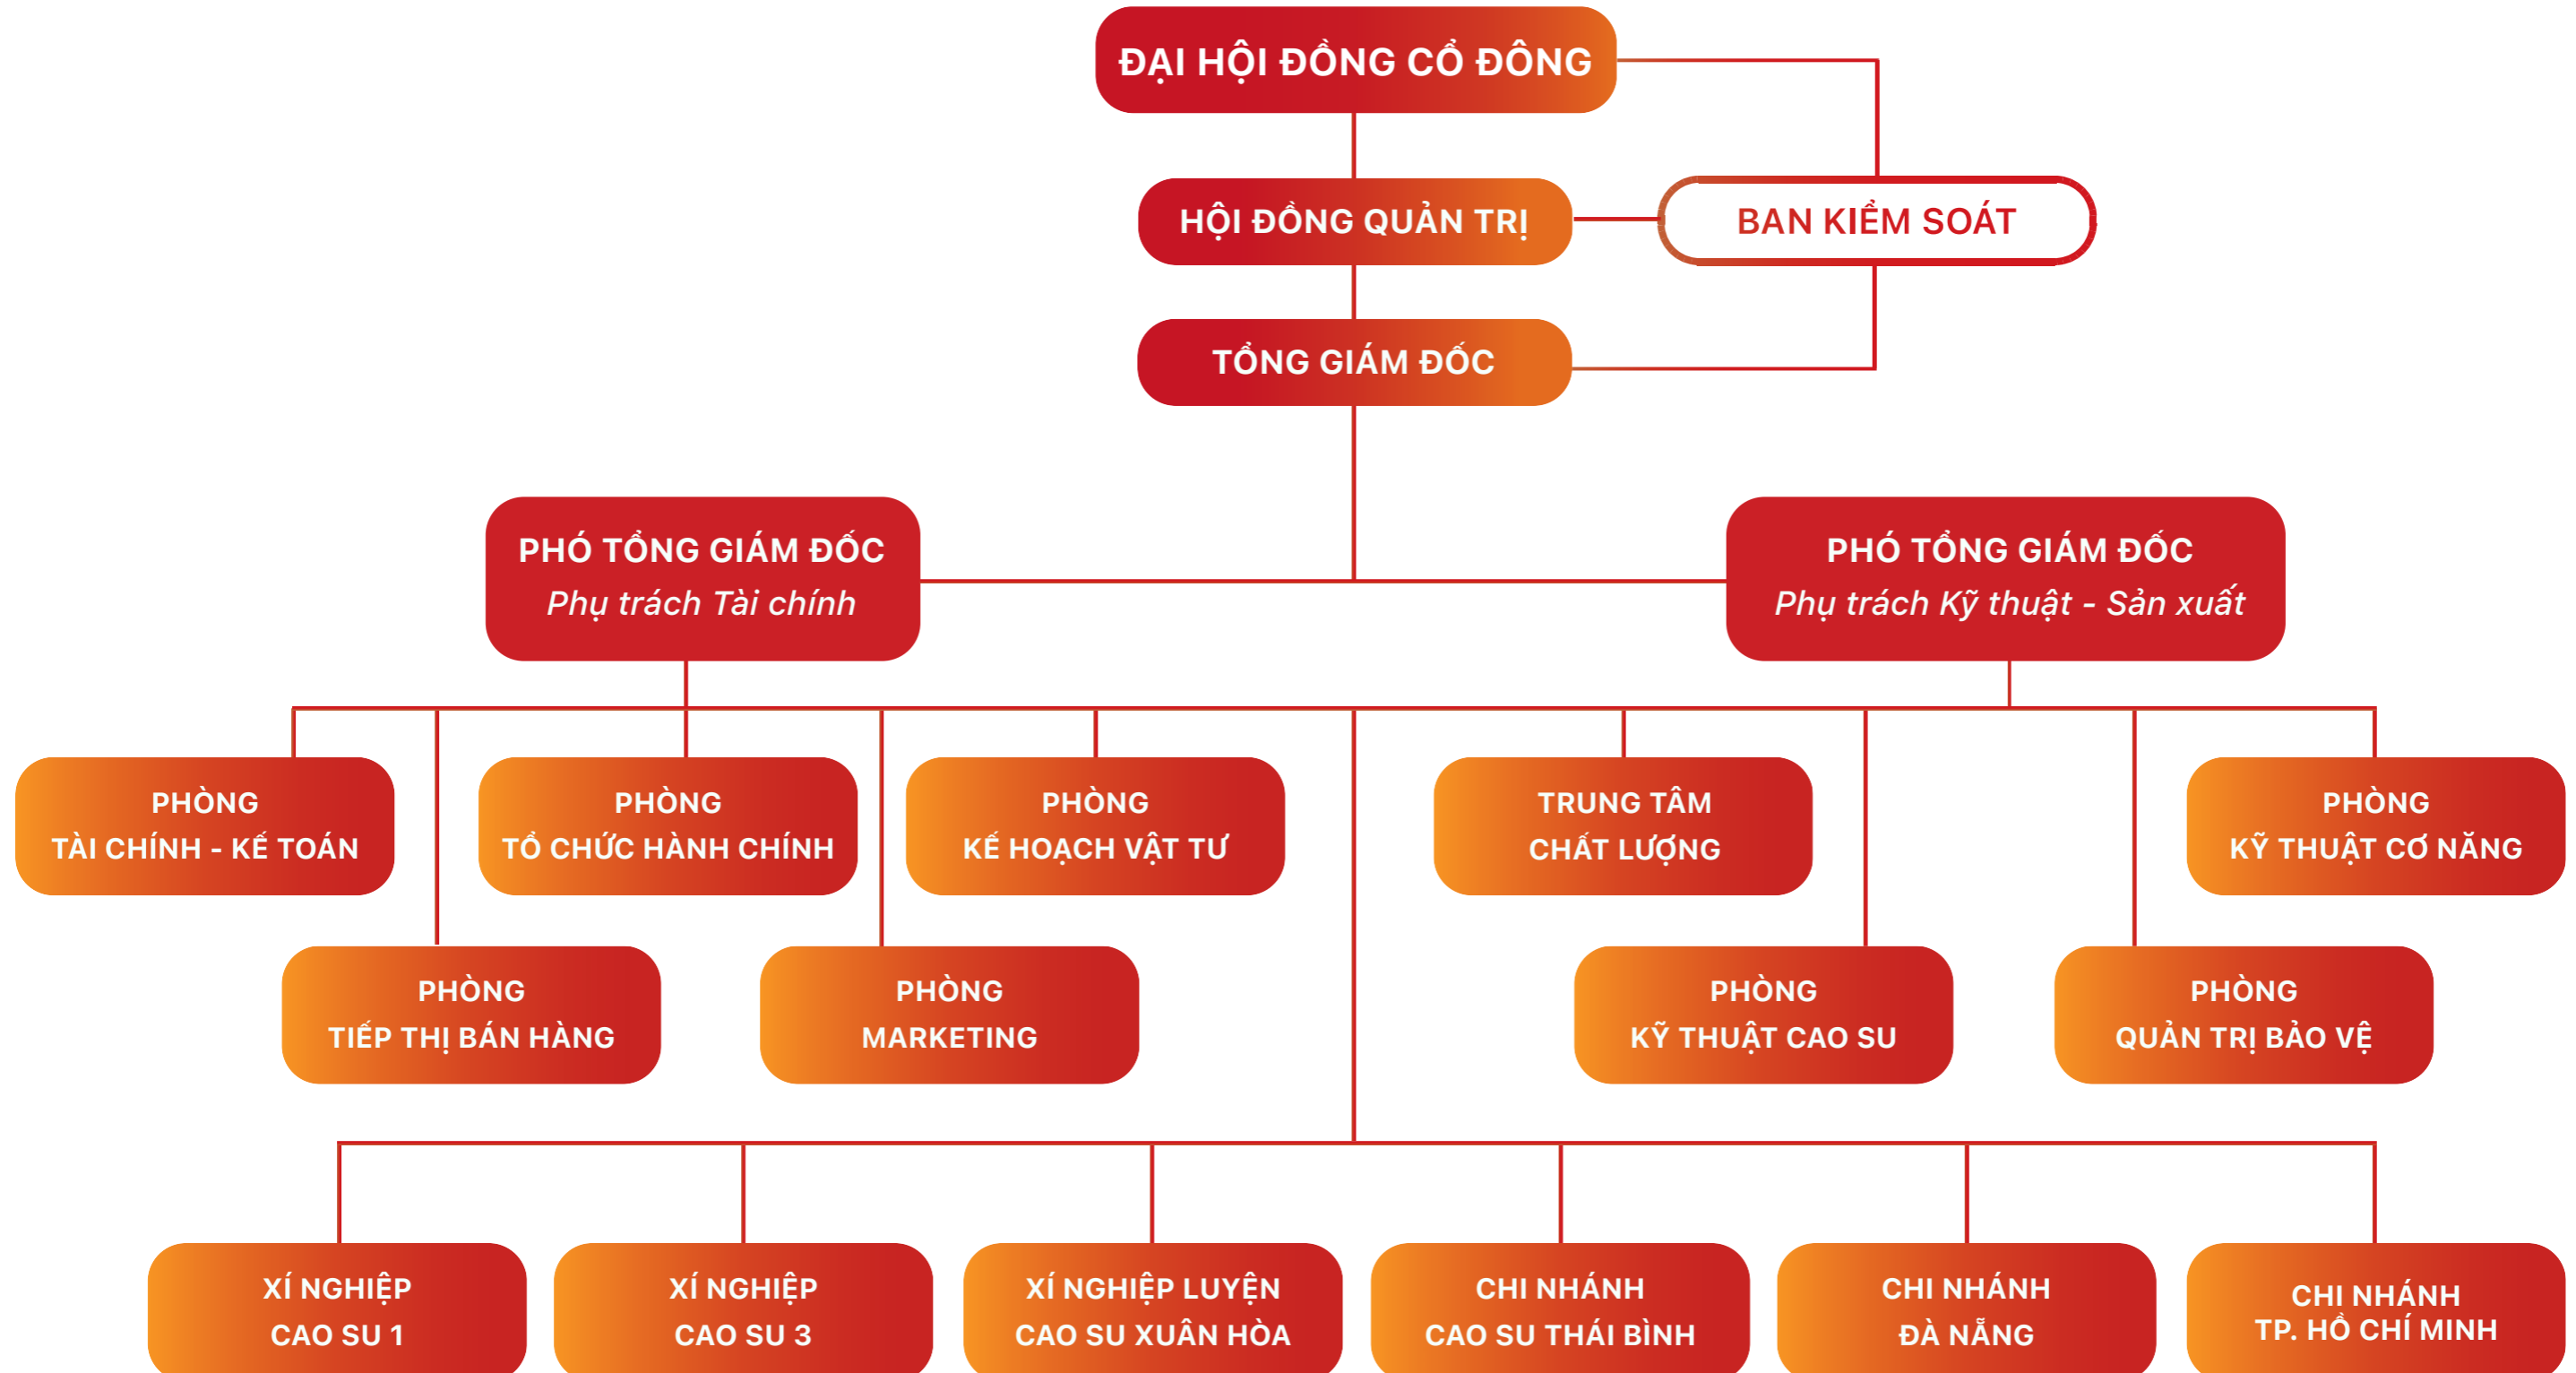 ĐẠI HỘI ĐỒNG CỔ ĐÔNG
HỘI ĐỒNG QUẢN TRỊ
BAN KIỂM SOÁT
TỔNG GIÁM ĐỐC
PHÓ TỔNG GIÁM ĐỐC
Phụ trách Tài chính
PHÓ TỔNG GIÁM ĐỐC
Phụ trách Kỹ thuật - Sản xuất
PHÒNG
TÀI CHÍNH - KẾ TOÁN
PHÒNG
TỔ CHỨC HÀNH CHÍNH
PHÒNG
KẾ HOẠCH VẬT TƯ
TRUNG TÂM
CHẤT LƯỢNG
PHÒNG
KỸ THUẬT CƠ NĂNG
PHÒNG
TIẾP THỊ BÁN HÀNG
PHÒNG
MARKETING
PHÒNG
KỸ THUẬT CAO SU
PHÒNG
QUẢN TRỊ BẢO VỆ
XÍ NGHIỆP
CAO SU 1
XÍ NGHIỆP
CAO SU 3
XÍ NGHIỆP LUYỆN
CAO SU XUÂN HÒA
CHI NHÁNH
CAO SU THÁI BÌNH
CHI NHÁNH
ĐÀ NẴNG
CHI NHÁNH
TP. HỒ CHÍ MINH